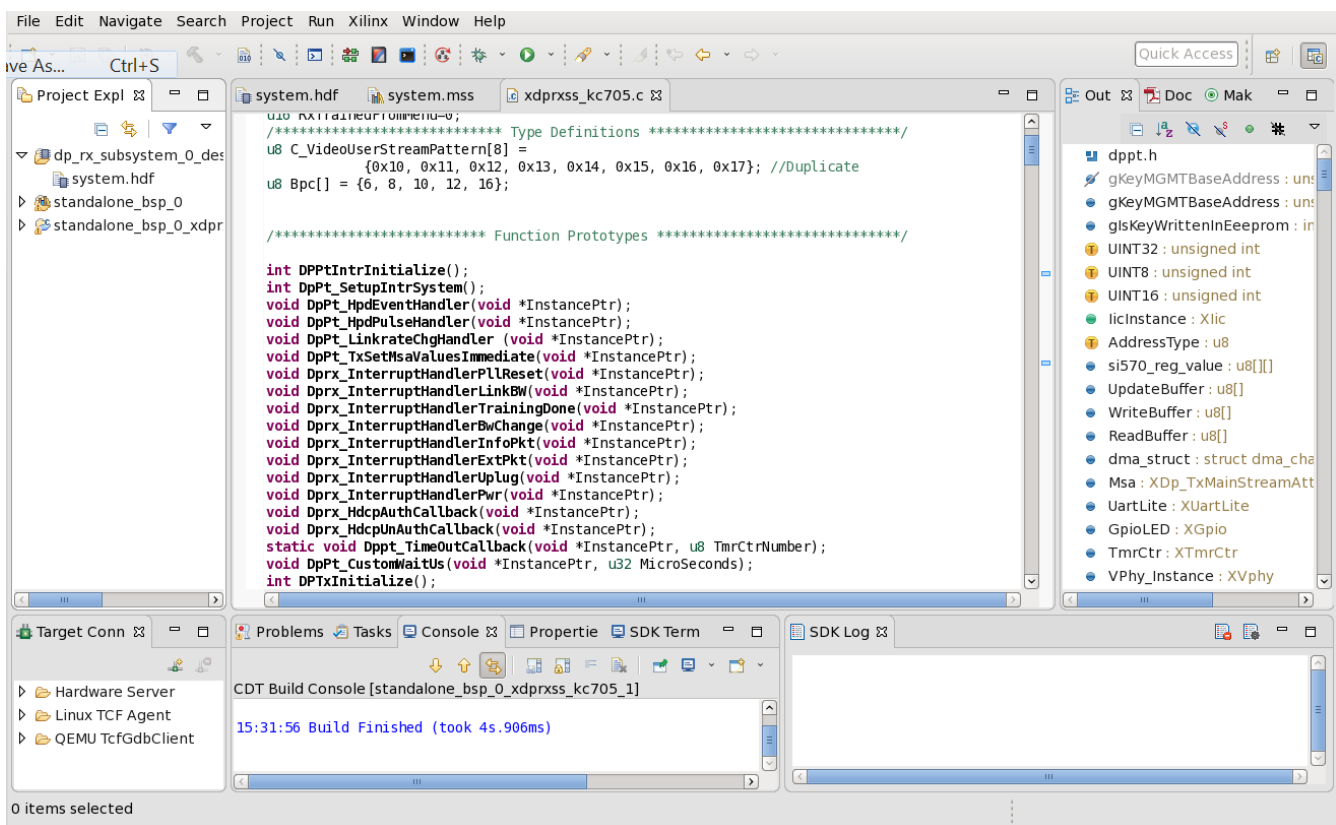 File Edit Navigate Search Project Run Xilinx Window Help
ve As... Ctrl+S
Quick Access
Project Expl
dp_rx_subsystem_0_des
system.hdf
standalone_bsp_0
standalone_bsp_0_xdpr
system.hdf system.mss xdprxss_kc705.c
u16 RxTrainedFromMenu=0;
/**************************** Type Definitions *******************************/
u8 C_VideoUserStreamPattern[8] =
{0x10, 0x11, 0x12, 0x13, 0x14, 0x15, 0x16, 0x17}; //Duplicate
u8 Bpc[] = {6, 8, 10, 12, 16};
/************************** Function Prototypes ******************************/
int DPPtIntrInitialize();
int DpPt_SetupIntrSystem();
void DpPt_HpdEventHandler(void *InstancePtr);
void DpPt_HpdPulseHandler(void *InstancePtr);
void DpPt_LinkrateChgHandler (void *InstancePtr);
void DpPt_TxSetMsaValuesImmediate(void *InstancePtr);
void Dprx_InterruptHandlerPllReset(void *InstancePtr);
void Dprx_InterruptHandlerLinkBW(void *InstancePtr);
void Dprx_InterruptHandlerTrainingDone(void *InstancePtr);
void Dprx_InterruptHandlerBwChange(void *InstancePtr);
void Dprx_InterruptHandlerInfoPkt(void *InstancePtr);
void Dprx_InterruptHandlerExtPkt(void *InstancePtr);
void Dprx_InterruptHandlerUplug(void *InstancePtr);
void Dprx_InterruptHandlerPwr(void *InstancePtr);
void Dprx_HdcpAuthCallback(void *InstancePtr);
void Dprx_HdcpUnAuthCallback(void *InstancePtr);
static void Dppt_TimeOutCallback(void *InstancePtr, u8 TmrCtrNumber);
void DpPt_CustomWaitUs(void *InstancePtr, u32 MicroSeconds);
int DPTxInitialize();
Out Doc Mak
dppt.h
gKeyMGMTBaseAddress : uns
gKeyMGMTBaseAddress : uns
gIsKeyWrittenInEeeprom : in
UINT32 : unsigned int
UINT8 : unsigned int
UINT16 : unsigned int
IicInstance : XIic
AddressType : u8
si570_reg_value : u8[][]
UpdateBuffer : u8[]
WriteBuffer : u8[]
ReadBuffer : u8[]
dma_struct : struct dma_cha
Msa : XDp_TxMainStreamAtt
UartLite : XUartLite
GpioLED : XGpio
TmrCtr : XTmrCtr
VPhy_Instance : XVphy
Target Conn
Hardware Server
Linux TCF Agent
QEMU TcfGdbClient
Problems Tasks Console Propertie SDK Term
CDT Build Console [standalone_bsp_0_xdprxss_kc705_1]
15:31:56 Build Finished (took 4s.906ms)
SDK Log
0 items selected